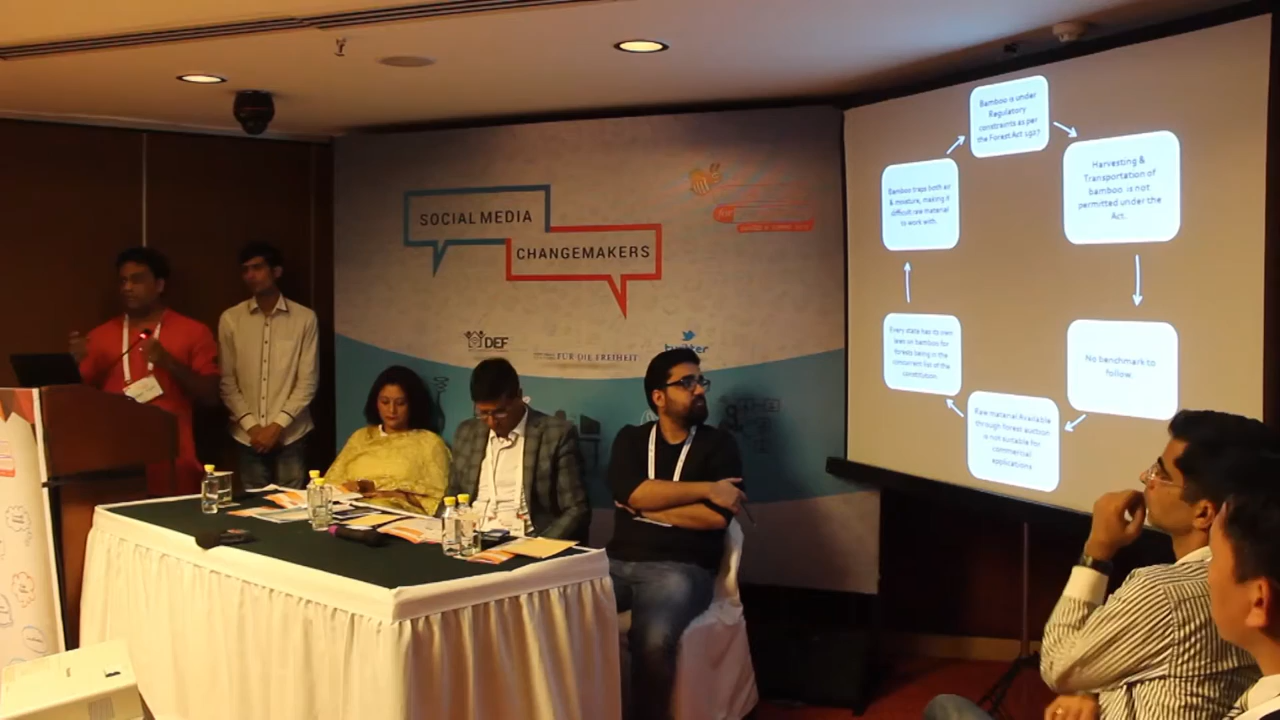 SOCIAL MEDIA
CHANGEMAKERS
DEF
FÜR DIE FREIHEIT
twitter
for
Bamboo is under
Regulatory
constraints as per
the Forest Act 1927
Harvesting &
Transportation of
bamboo is not
permitted under the
Act.
No benchmark to
follow
Raw material Available
through forest auction
is not suitable for
commercial
applications
Every state has its own
laws on bamboo for
forests being in the
concurrent list of the
constitution
Bamboo traps both air
& moisture, making it
difficult raw material
to work with.